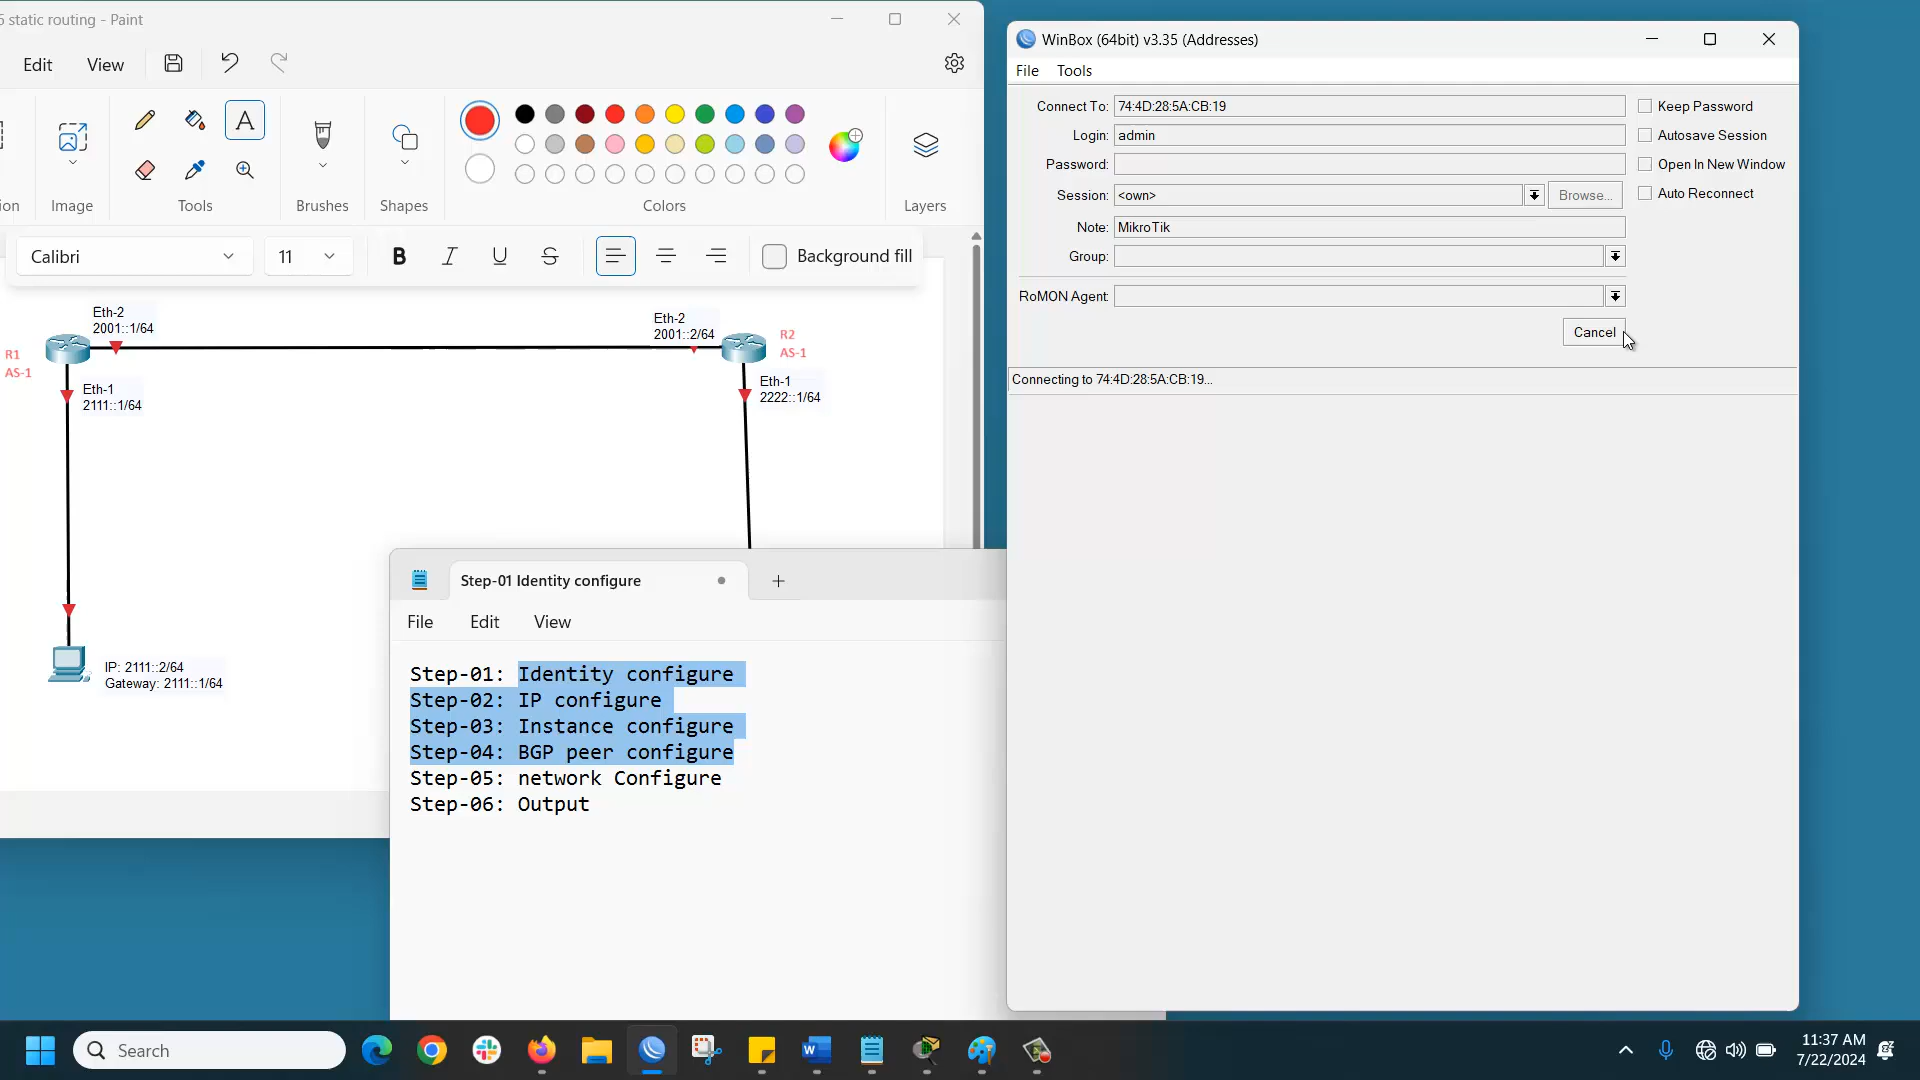 6 static routing - Paint
Edit
View
ion
Image
Tools
Brushes
Shapes
Colors
Layers
Calibri
11
B
I
U
S
Background fill
Eth-2
2001::1/64
R1
AS-1
Eth-1
2111::1/64
Eth-2
2001::2/64
R2
AS-1
Eth-1
2222::1/64
IP: 2111::2/64
Gateway: 2111::1/64
Step-01 Identity configure
File
Edit
View
Step-01: Identity configure
Step-02: IP configure
Step-03: Instance configure
Step-04: BGP peer configure
Step-05: network Configure
Step-06: Output
WinBox (64bit) v3.35 (Addresses)
File
Tools
Connect To: 74:4D:28:5A:CB:19
Keep Password
Login: admin
Autosave Session
Password:
Open In New Window
Session: <own>
Browse...
Auto Reconnect
Note: MikroTik
Group:
RoMON Agent:
Cancel
Connecting to 74:4D:28:5A:CB:19...
Search
11:37 AM
7/22/2024